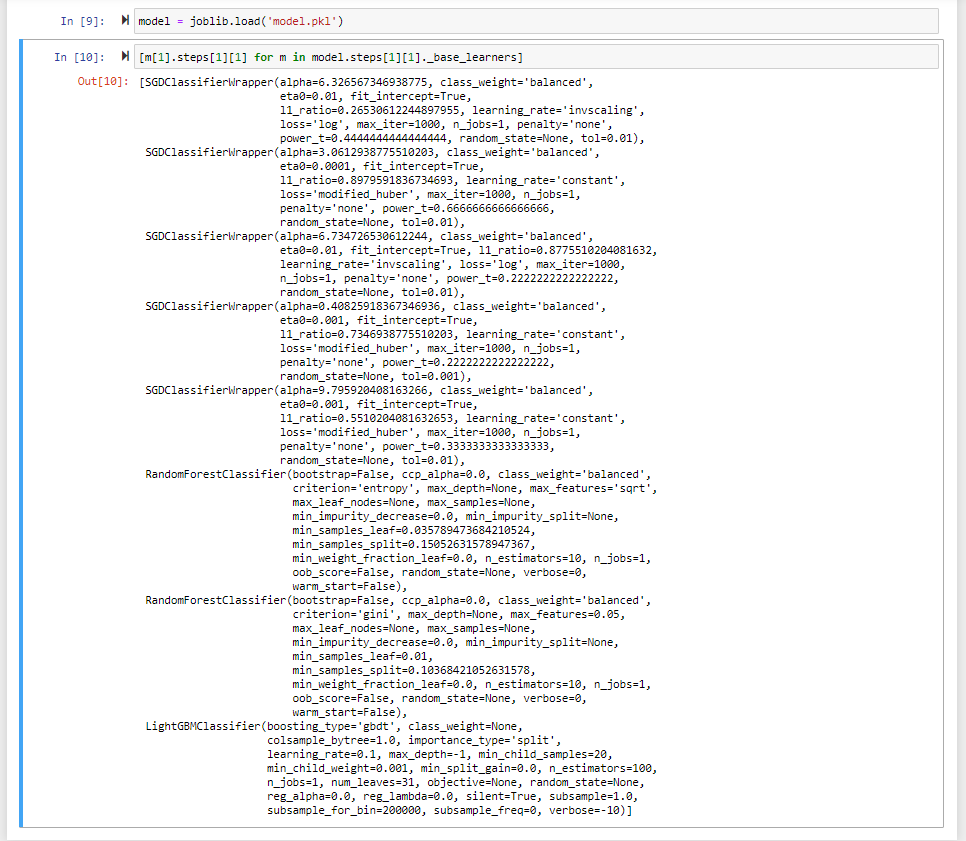 In [9]: model = joblib.load('model.pkl')
In [10]: [m[1].steps[1][1] for m in model.steps[1][1]._base_learners]
Out[10]: [SGDClassifierWrapper(alpha=6.326567346938775, class_weight='balanced',
eta0=0.01, fit_intercept=True,
l1_ratio=0.26530612244897955, learning_rate='invscaling',
loss='log', max_iter=1000, n_jobs=1, penalty='none',
power_t=0.4444444444444444, random_state=None, tol=0.01),
SGDClassifierWrapper(alpha=3.0612938775510203, class_weight='balanced',
eta0=0.0001, fit_intercept=True,
l1_ratio=0.8979591836734693, learning_rate='constant',
loss='modified_huber', max_iter=1000, n_jobs=1,
penalty='none', power_t=0.6666666666666666,
random_state=None, tol=0.01),
SGDClassifierWrapper(alpha=6.734726530612244, class_weight='balanced',
eta0=0.01, fit_intercept=True, l1_ratio=0.8775510204081632,
learning_rate='invscaling', loss='log', max_iter=1000,
n_jobs=1, penalty='none', power_t=0.2222222222222222,
random_state=None, tol=0.01),
SGDClassifierWrapper(alpha=0.40825918367346936, class_weight='balanced',
eta0=0.001, fit_intercept=True,
l1_ratio=0.7346938775510203, learning_rate='constant',
loss='modified_huber', max_iter=1000, n_jobs=1,
penalty='none', power_t=0.2222222222222222,
random_state=None, tol=0.001),
SGDClassifierWrapper(alpha=9.795920408163266, class_weight='balanced',
eta0=0.001, fit_intercept=True,
l1_ratio=0.5510204081632653, learning_rate='constant',
loss='modified_huber', max_iter=1000, n_jobs=1,
penalty='none', power_t=0.3333333333333333,
random_state=None, tol=0.01),
RandomForestClassifier(bootstrap=False, ccp_alpha=0.0, class_weight='balanced',
criterion='entropy', max_depth=None, max_features='sqrt',
max_leaf_nodes=None, max_samples=None,
min_impurity_decrease=0.0, min_impurity_split=None,
min_samples_leaf=0.035789473684210524,
min_samples_split=0.15052631578947367,
min_weight_fraction_leaf=0.0, n_estimators=10, n_jobs=1,
oob_score=False, random_state=None, verbose=0,
warm_start=False),
RandomForestClassifier(bootstrap=False, ccp_alpha=0.0, class_weight='balanced',
criterion='gini', max_depth=None, max_features=0.05,
max_leaf_nodes=None, max_samples=None,
min_impurity_decrease=0.0, min_impurity_split=None,
min_samples_leaf=0.01,
min_samples_split=0.10368421052631578,
min_weight_fraction_leaf=0.0, n_estimators=10, n_jobs=1,
oob_score=False, random_state=None, verbose=0,
warm_start=False),
LightGBMClassifier(boosting_type='gbdt', class_weight=None,
colsample_bytree=1.0, importance_type='split',
learning_rate=0.1, max_depth=-1, min_child_samples=20,
min_child_weight=0.001, min_split_gain=0.0, n_estimators=100,
n_jobs=1, num_leaves=31, objective=None, random_state=None,
reg_alpha=0.0, reg_lambda=0.0, silent=True, subsample=1.0,
subsample_for_bin=200000, subsample_freq=0, verbose=-10)]